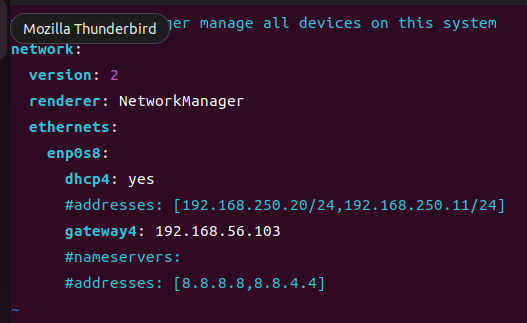 Mozilla Thunderbird
ger manage all devices on this system
network:
  version: 2
  renderer: NetworkManager
  ethernets:
    enp0s8:
      dhcp4: yes
      #addresses: [192.168.250.20/24,192.168.250.11/24]
      gateway4: 192.168.56.103
      #nameservers:
      #addresses: [8.8.8.8,8.8.4.4]
~